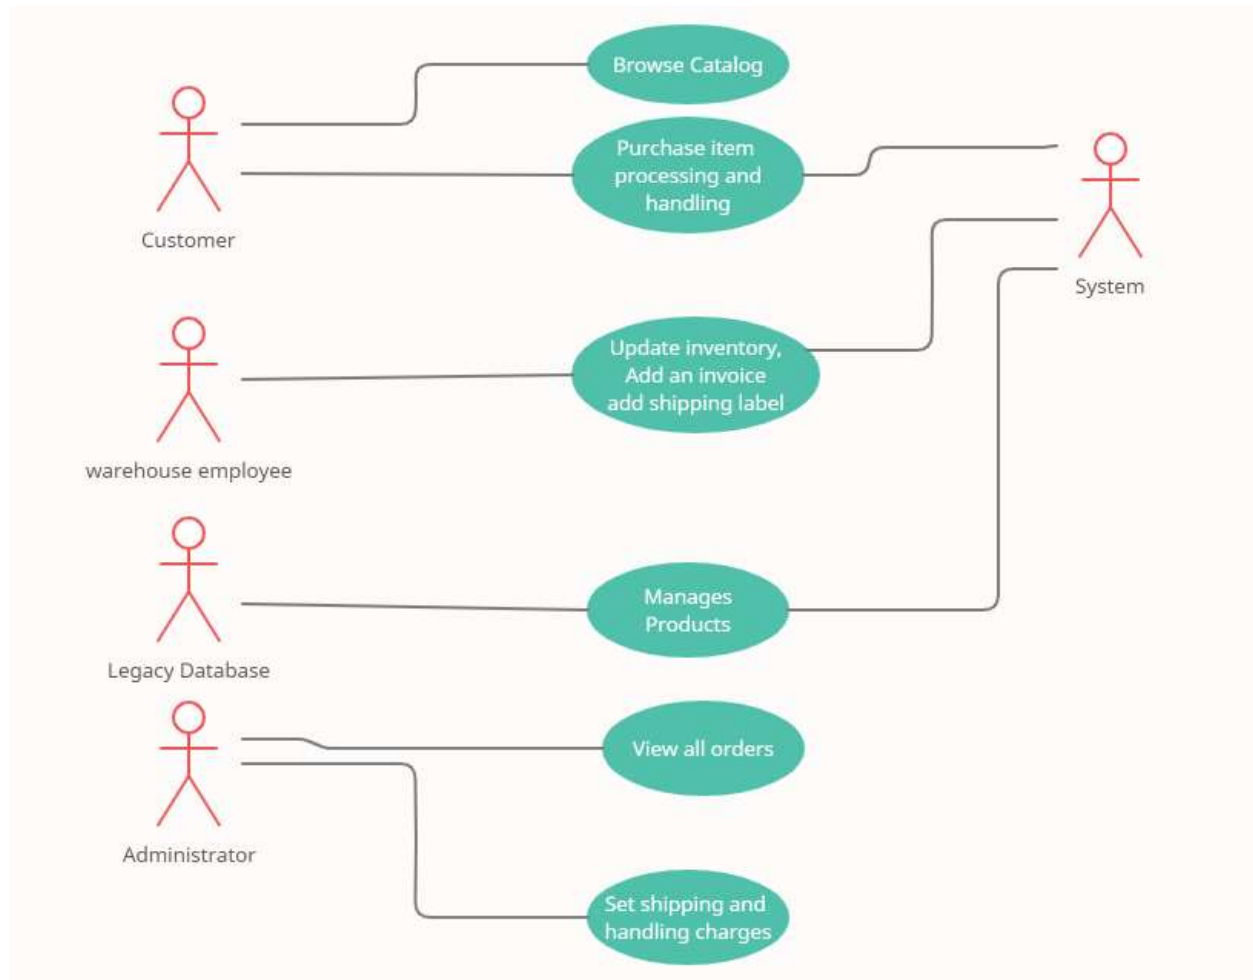 Browse Catalog
Purchase item
processing and
handling
Customer
System
Update inventory,
Add an invoice
add shipping label
warehouse employee
Manages
Products
Legacy Database
View all orders
Administrator
Set shipping and
handling charges